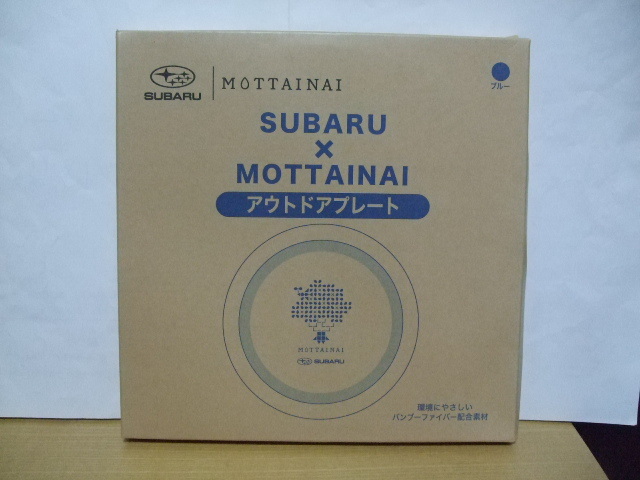 SUBARU
MOTTAINAI
ブルー
SUBARU
×
MOTTAINAI
アウトドアプレート
MOTTAINAI
SUBARU
環境にやさしい
バンブーファイバー配合素材